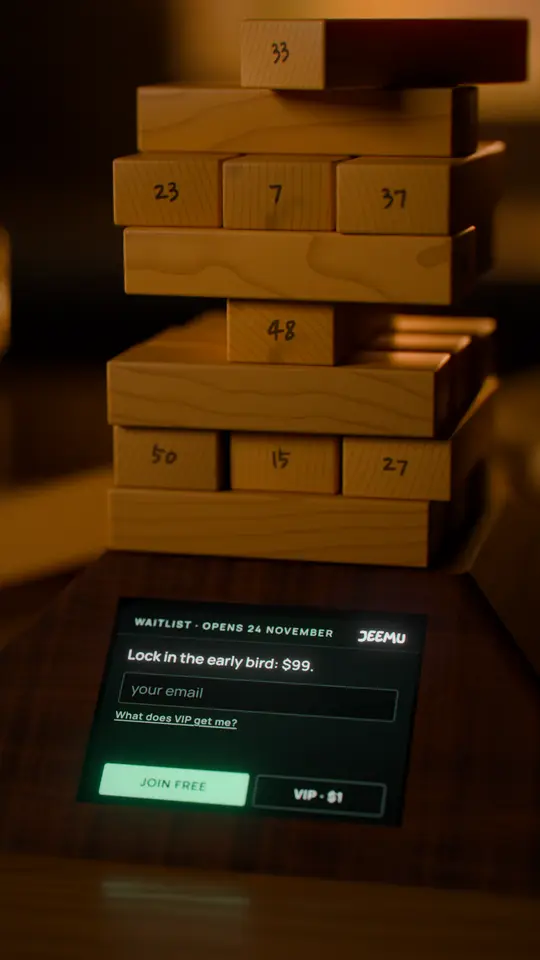 33
23 7 37
48
50 15 27
WAITLIST · OPENS 24 NOVEMBER JEEMU
Lock in the early bird: $99.
your email
What does VIP get me?
JOIN FREE VIP · $1